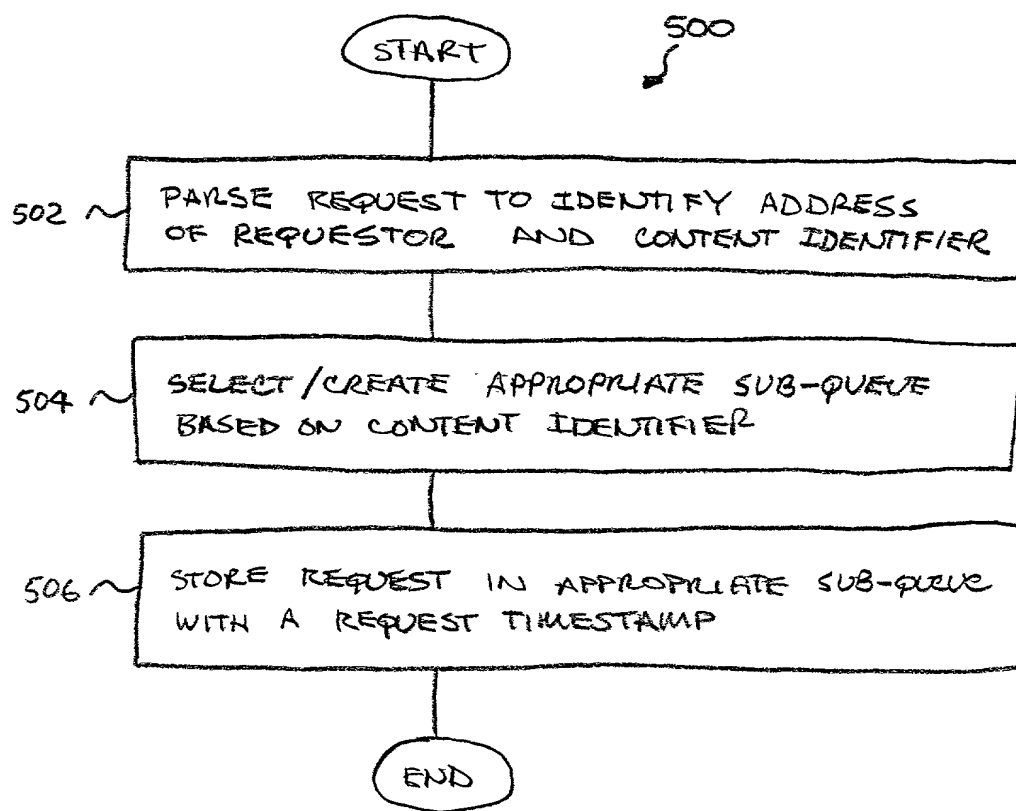 START
500
502
PARSE REQUEST TO IDENTIFY ADDRESS
OF REQUESTOR AND CONTENT IDENTIFIER
504
SELECT/CREATE APPROPRIATE SUB-QUEUE
BASED ON CONTENT IDENTIFIER
506
STORE REQUEST IN APPROPRIATE SUB-QUEUE
WITH A REQUEST TIMESTAMP
END